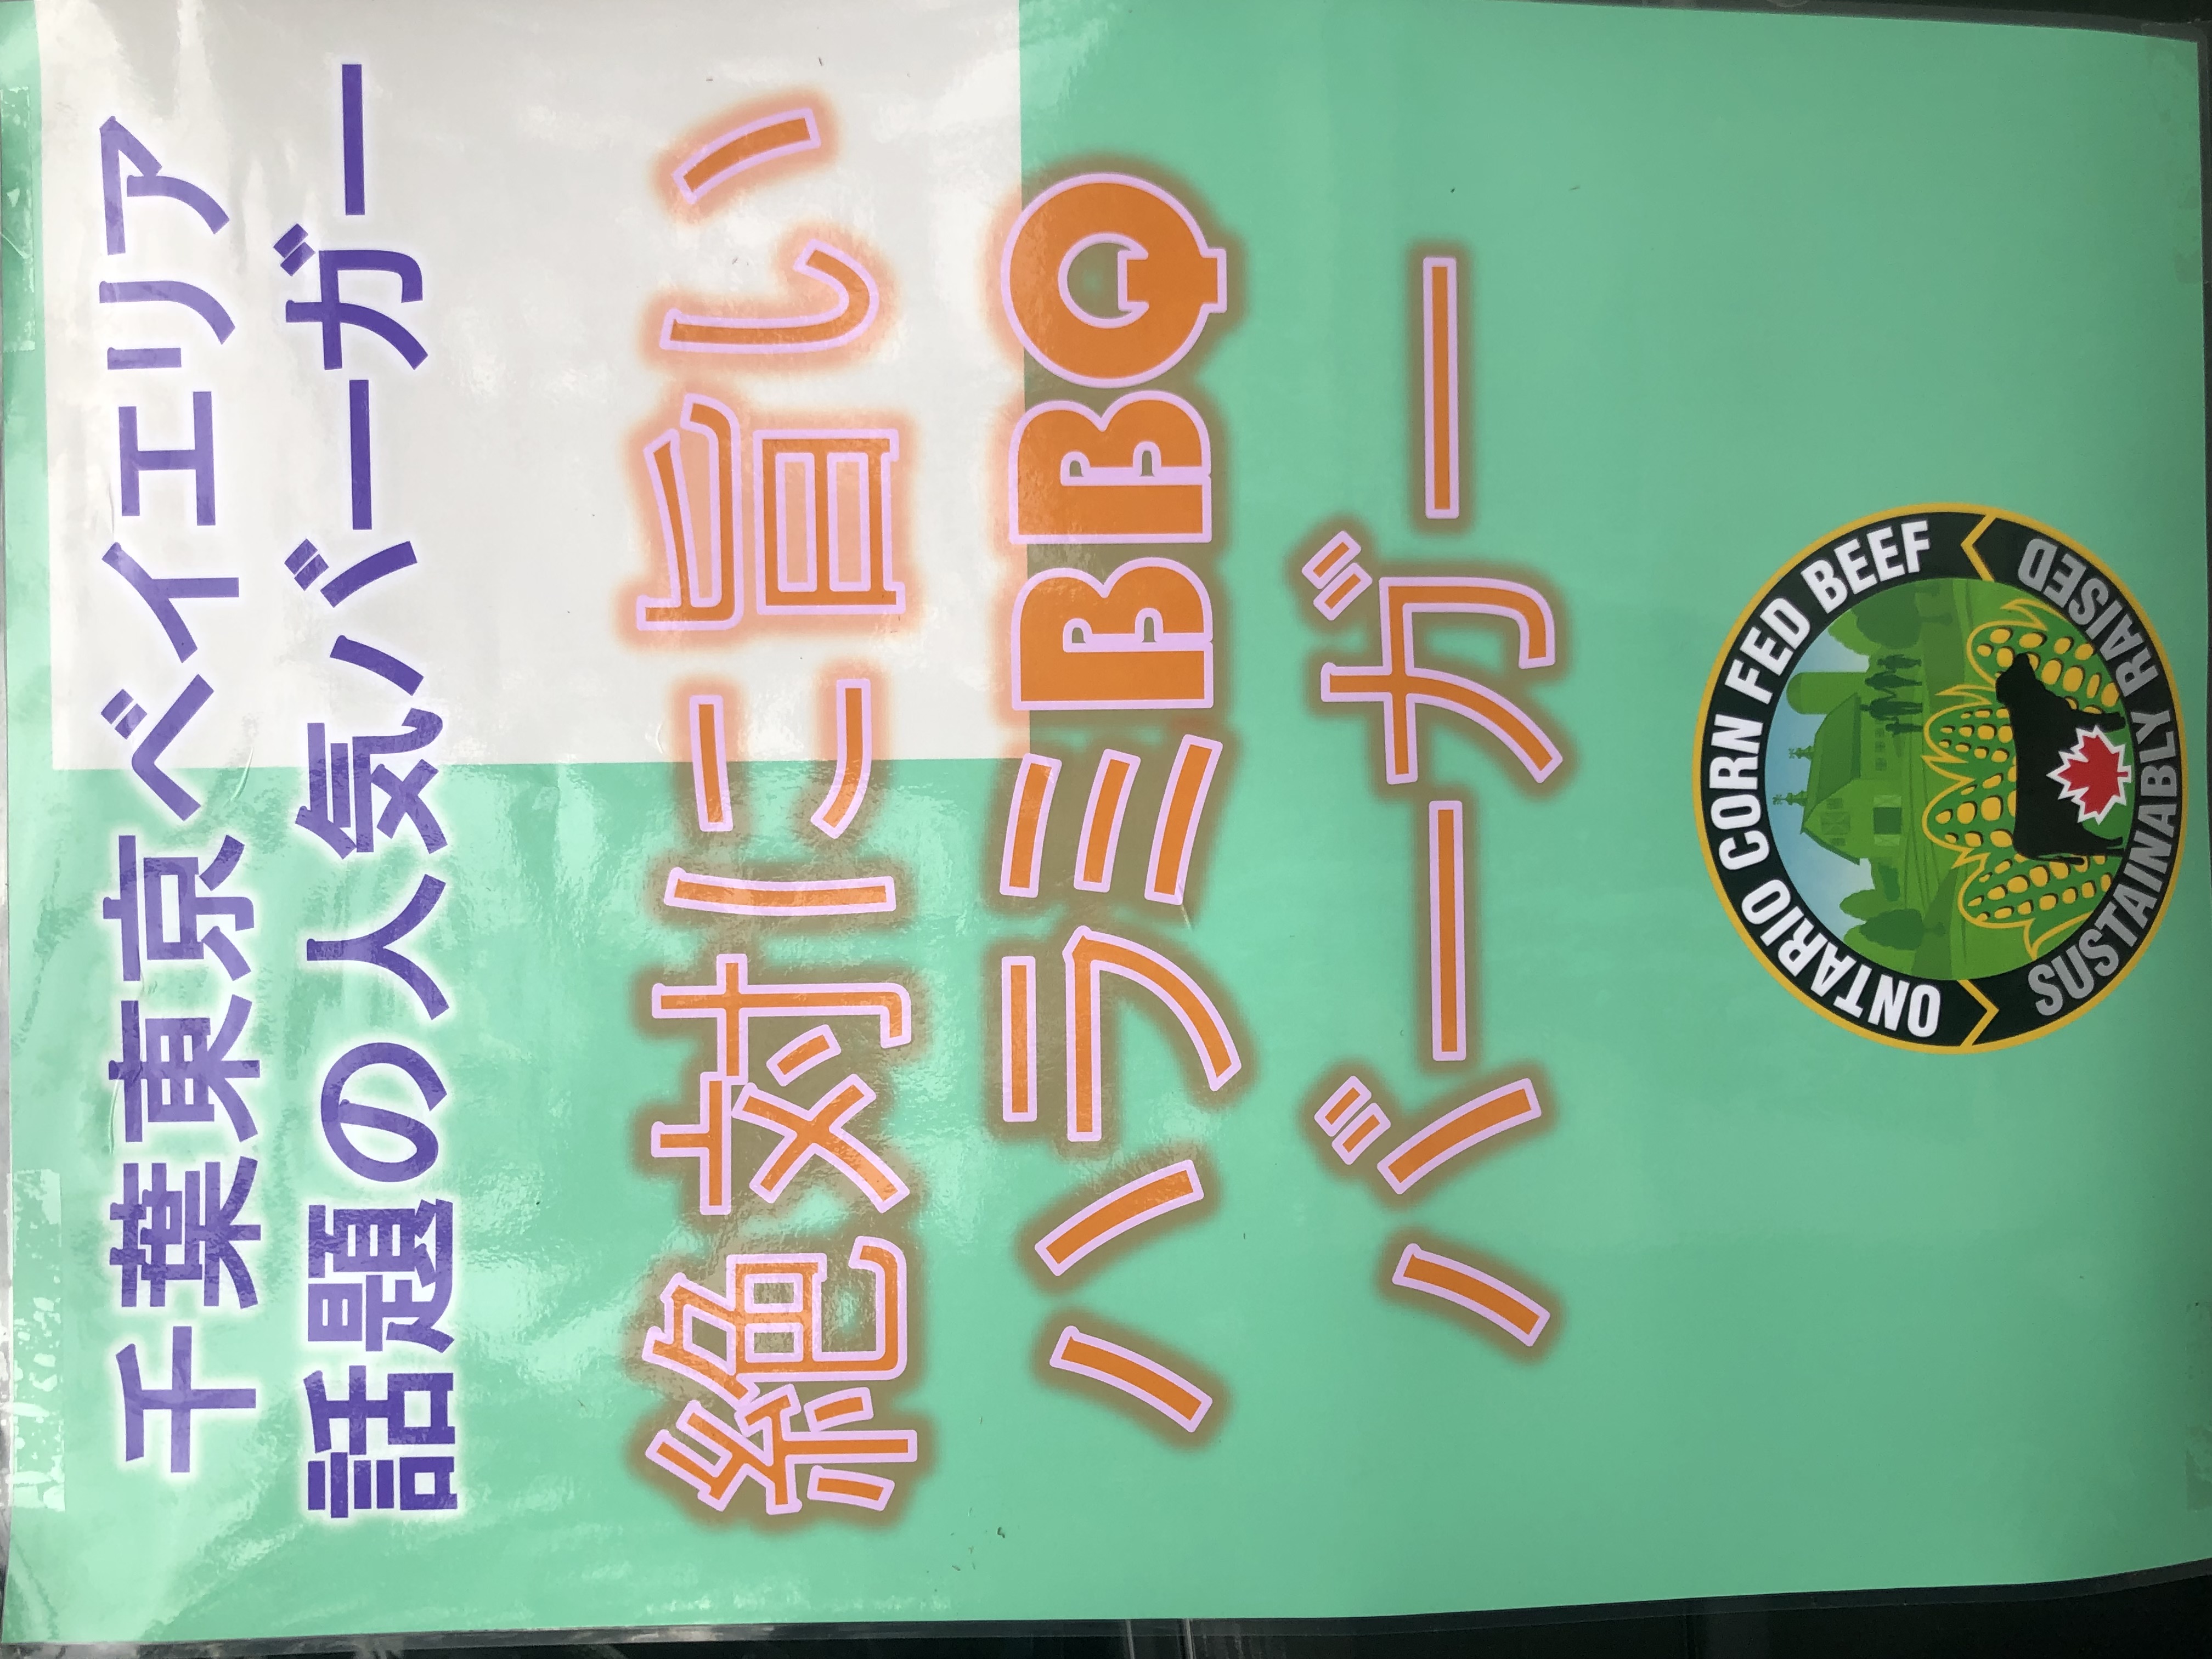 千葉東京ベイエリア
話題の人気バーガー
絶対に旨い
ハラミBBQ
バーガー
ONTARIO CORN FED BEEF
SUSTAINABLY RAISED